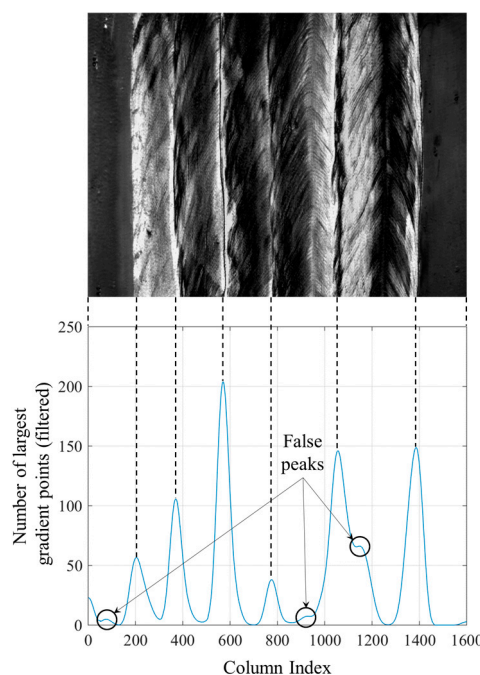 250
200
150
100
50
0
Number of largest
gradient points (filtered)
False
peaks
0 200 400 600 800 1000 1200 1400 1600
Column Index